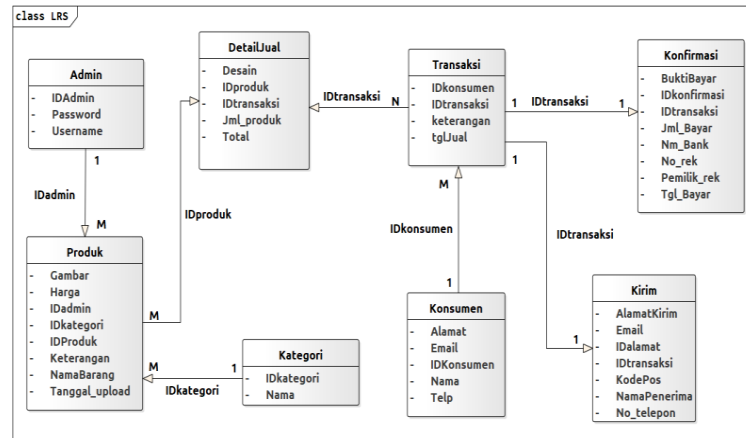 class LRS
Admin
- IDAdmin
- Password
- Username
1
IDadmin
M
Produk
- Gambar
- Harga
- IDadmin
- IDkategori
- IDProduk
- Keterangan
- NamaBarang
- Tanggal_upload
M
IDproduk
M
IDkategori
1
Kategori
- IDkategori
- Nama
DetailJual
- Desain
- IDproduk
- IDtransaksi
- Jml_produk
- Total
IDtransaksi
N
Transaksi
- IDkonsumen
- IDtransaksi
- keterangan
- tglJual
M
IDkonsumen
1
Konsumen
- Alamat
- Email
- IDKonsumen
- Nama
- Telp
1
IDtransaksi
1
Konfirmasi
- BuktiBayar
- IDkonfirmasi
- IDtransaksi
- Jml_Bayar
- Nm_Bank
- No_rek
- Pemilik_rek
- Tgl_Bayar
1
IDtransaksi
1
Kirim
- AlamatKirim
- Email
- IDalamat
- IDtransaksi
- KodePos
- NamaPenerima
- No_telepon